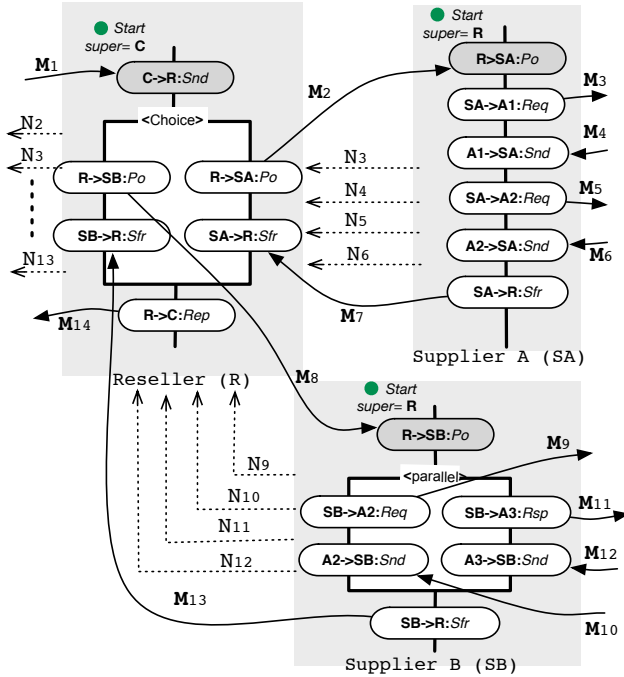 Start
super= C
M1
C->R:Snd
<Choice>
N2
N3
R->SB:Po
R->SA:Po
SB->R:Sfr
SA->R:Sfr
N13
M14
R->C:Rep
Reseller (R)
M2
N3
N4
N5
N6
M7
M8
Start
super= R
R>SA:Po
SA->A1:Req
M3
M4
A1->SA:Snd
SA->A2:Req
M5
A2->SA:Snd
M6
SA->R:Sfr
Supplier A (SA)
Start
super= R
R->SB:Po
<parallel>
M9
N9
N10
N11
N12
SB->A2:Req
SB->A3:Rsp
M11
A2->SB:Snd
A3->SB:Snd
M12
M13
M10
SB->R:Sfr
Supplier B (SB)